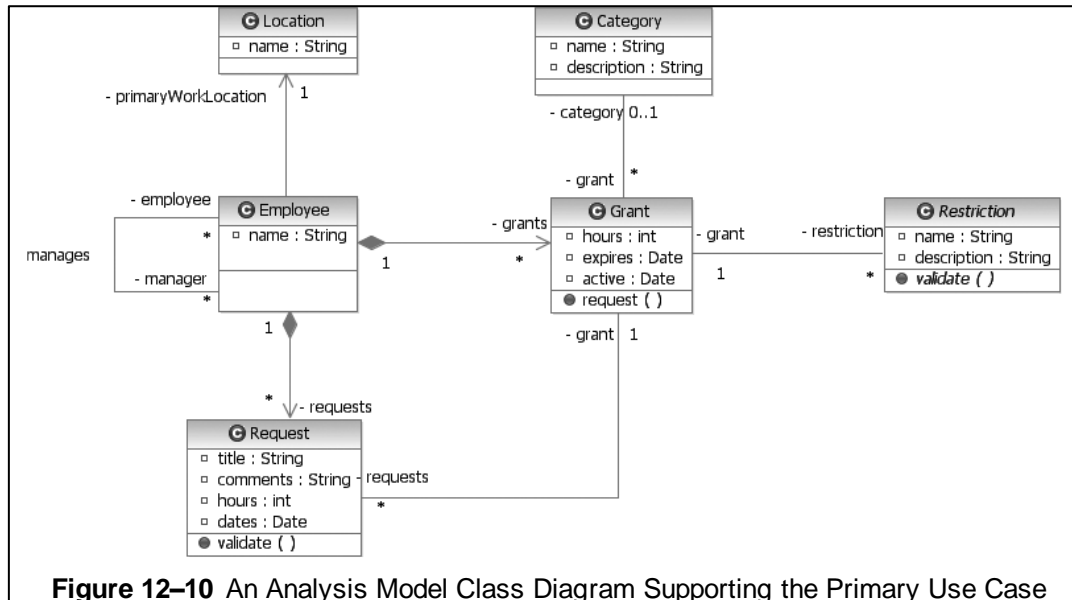 C Location
name : String
- primaryWorkLocation
1
C Category
name : String
description : String
- category 0..1
- grant
*
- employee
*
manages
- manager
*
C Employee
name : String
1
- grants
*
C Grant
hours : int
expires : Date
active : Date
request ( )
- grant
1
- restriction
*
C Restriction
name : String
description : String
validate ( )
1
*
- requests
- grant
1
C Request
title : String
comments : String
hours : int
dates : Date
validate ( )
- requests
*
Figure 12–10 An Analysis Model Class Diagram Supporting the Primary Use Case